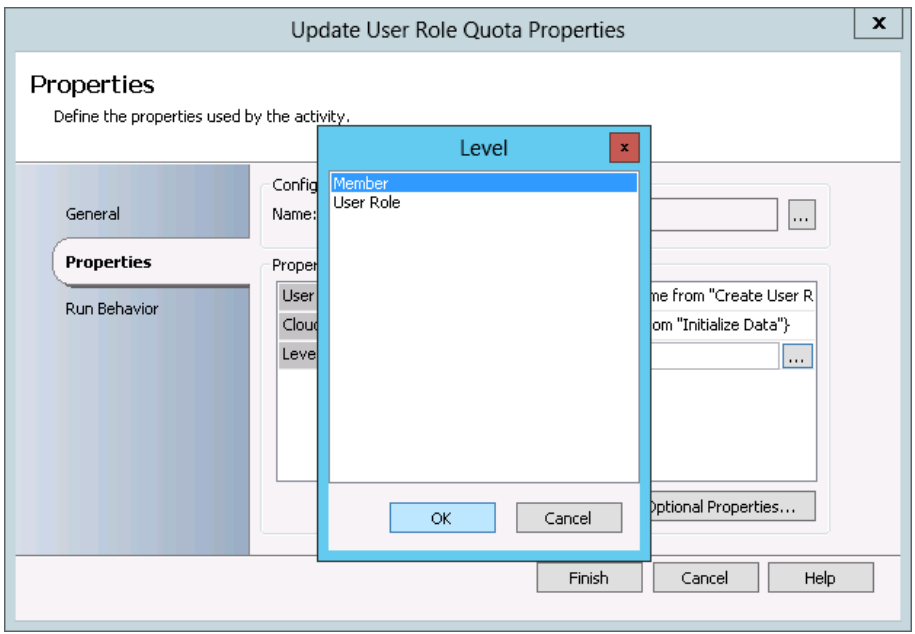 Update User Role Quota Properties
x
Properties
Define the properties used by the activity.
Level
x
Member
User Role
General
Properties
Run Behavior
Config
Name:
...
Proper
User
me from "Create User R
Cloud
om "Initialize Data"}
Leve
...
OK
Cancel
Optional Properties...
Finish
Cancel
Help